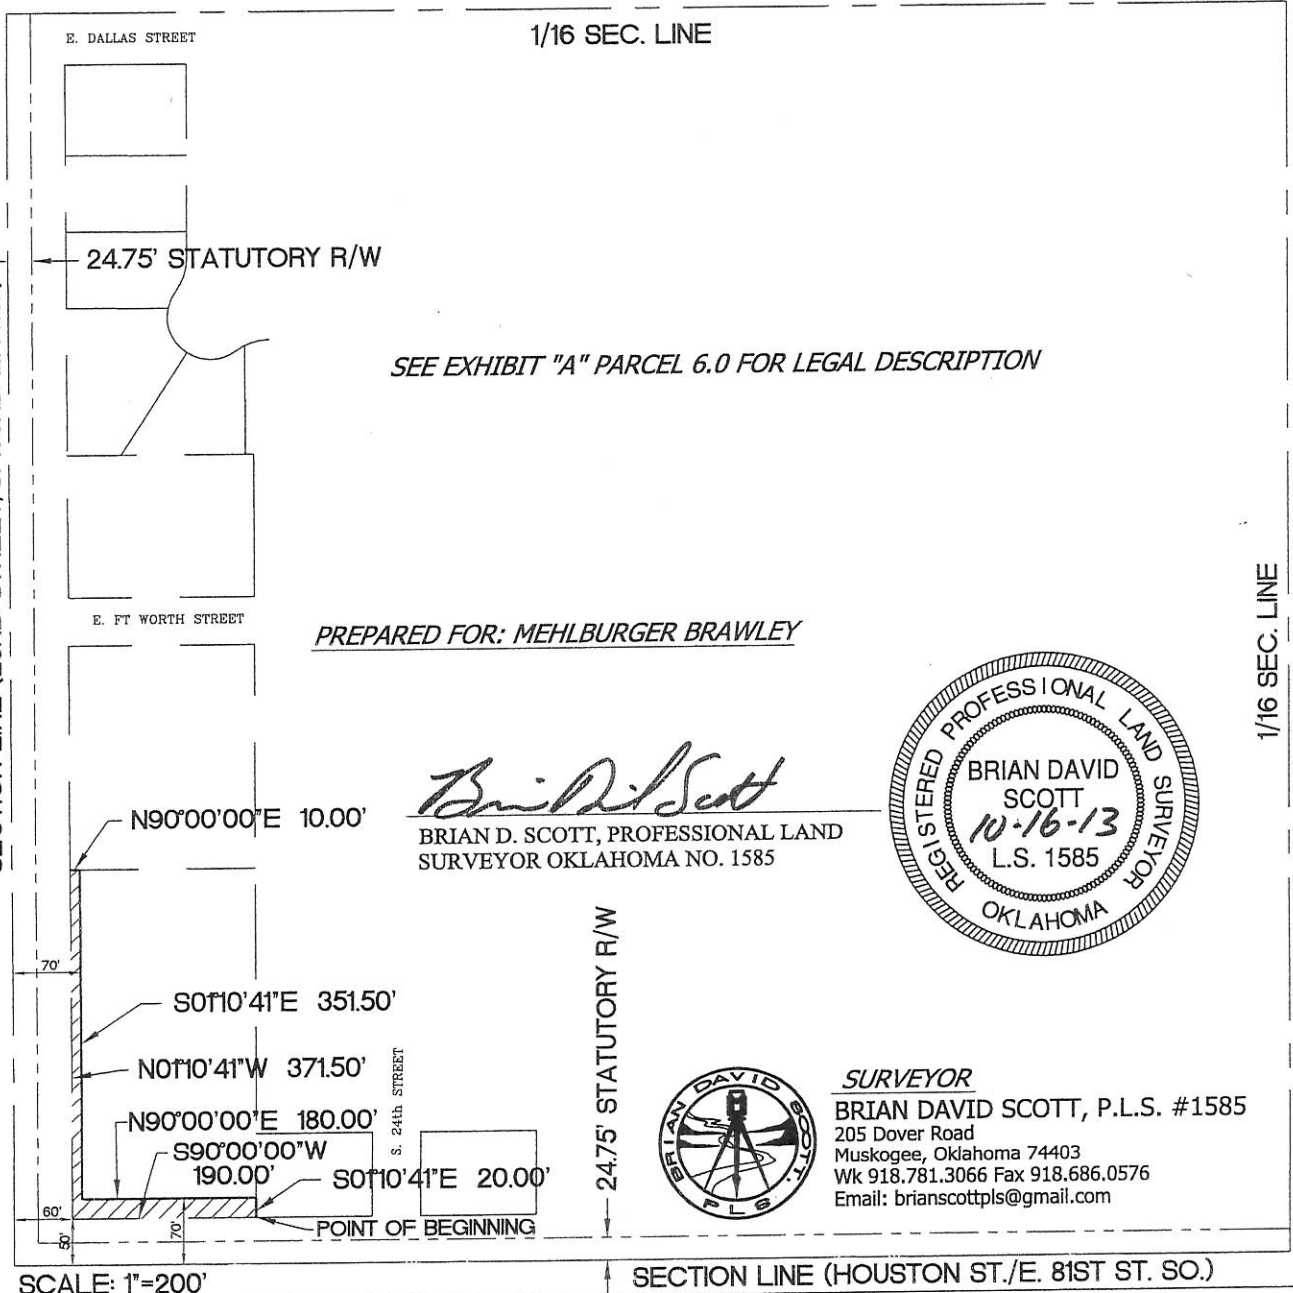 E. DALLAS STREET
1/16 SEC. LINE
24.75' STATUTORY R/W
SEE EXHIBIT "A" PARCEL 6.0 FOR LEGAL DESCRIPTION
E. FT WORTH STREET
PREPARED FOR: MEHLBURGER BRAWLEY
1/16 SEC. LINE
REGISTERED PROFESSIONAL LAND SURVEYOR
BRIAN DAVID
SCOTT
10-16-13
L.S. 1585
OKLAHOMA
N90°00'00"E 10.00'
Brian David Scott
BRIAN D. SCOTT, PROFESSIONAL LAND
SURVEYOR OKLAHOMA NO. 1585
70'
S01°10'41"E 351.50'
N01°10'41"W 371.50'
N90°00'00"E 180.00'
S90°00'00"W
190.00'
S01°10'41"E 20.00'
S. 24th STREET
24.75' STATUTORY R/W
60'
50'
70'
POINT OF BEGINNING
BRIAN DAVID SCOTT,
PLS
SURVEYOR
BRIAN DAVID SCOTT, P.L.S. #1585
205 Dover Road
Muskogee, Oklahoma 74403
Wk 918.781.3066 Fax 918.686.0576
Email: brianscottpls@gmail.com
SCALE: 1"=200'
SECTION LINE (HOUSTON ST./E. 81ST ST. SO.)